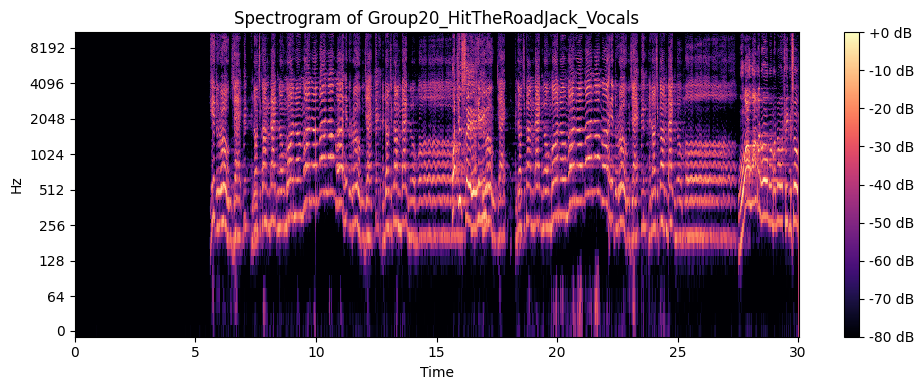 Spectrogram of Group20_HitTheRoadJack_Vocals
8192
4096
2048
1024
512
256
128
64
0
Hz
0 5 10 15 20 25 30
Time
+0 dB
-10 dB
-20 dB
-30 dB
-40 dB
-50 dB
-60 dB
-70 dB
-80 dB